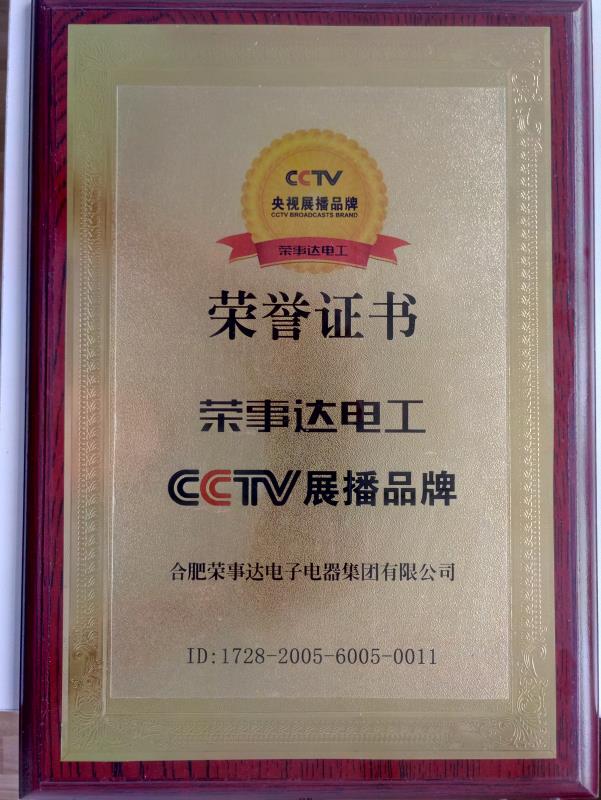 CCTV
央视展播品牌
CCTV BROADCASTS BRAND
荣事达电工
荣誉证书
荣事达电工
CCTV展播品牌
合肥荣事达电子电器集团有限公司
ID:1728-2005-6005-0011